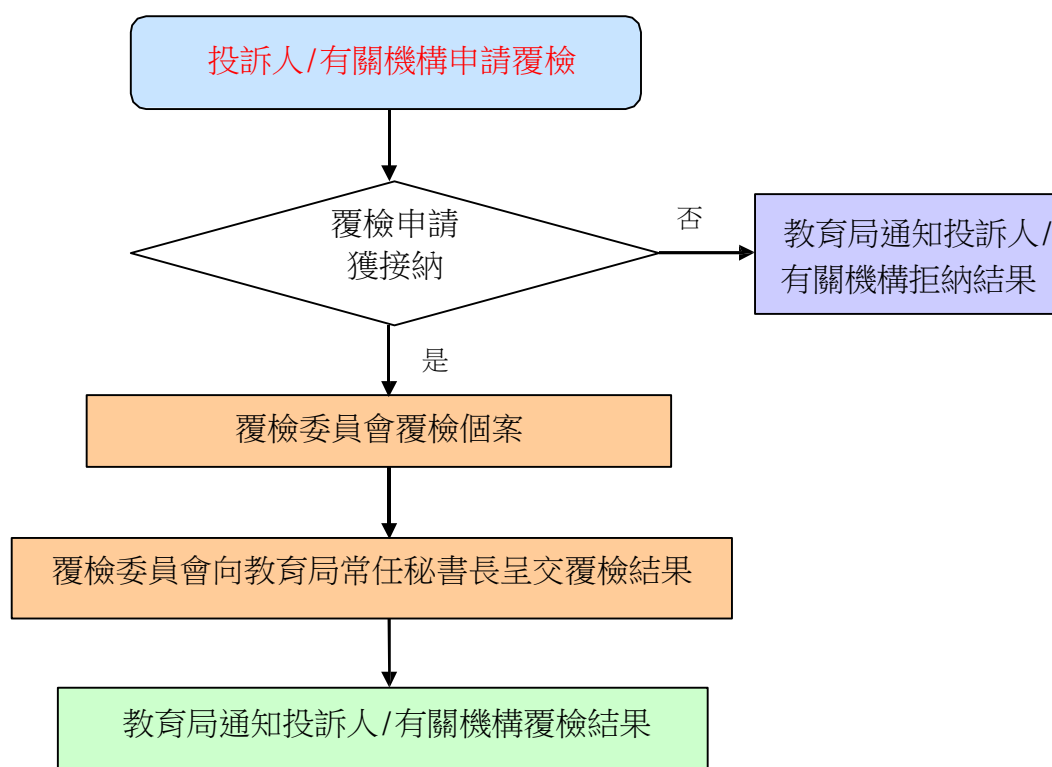 投訴人/有關機構申請覆檢
覆檢申請
獲接納
否
教育局通知投訴人/
有關機構拒納結果
是
覆檢委員會覆檢個案
覆檢委員會向教育局常任秘書長呈交覆檢結果
教育局通知投訴人/有關機構覆檢結果